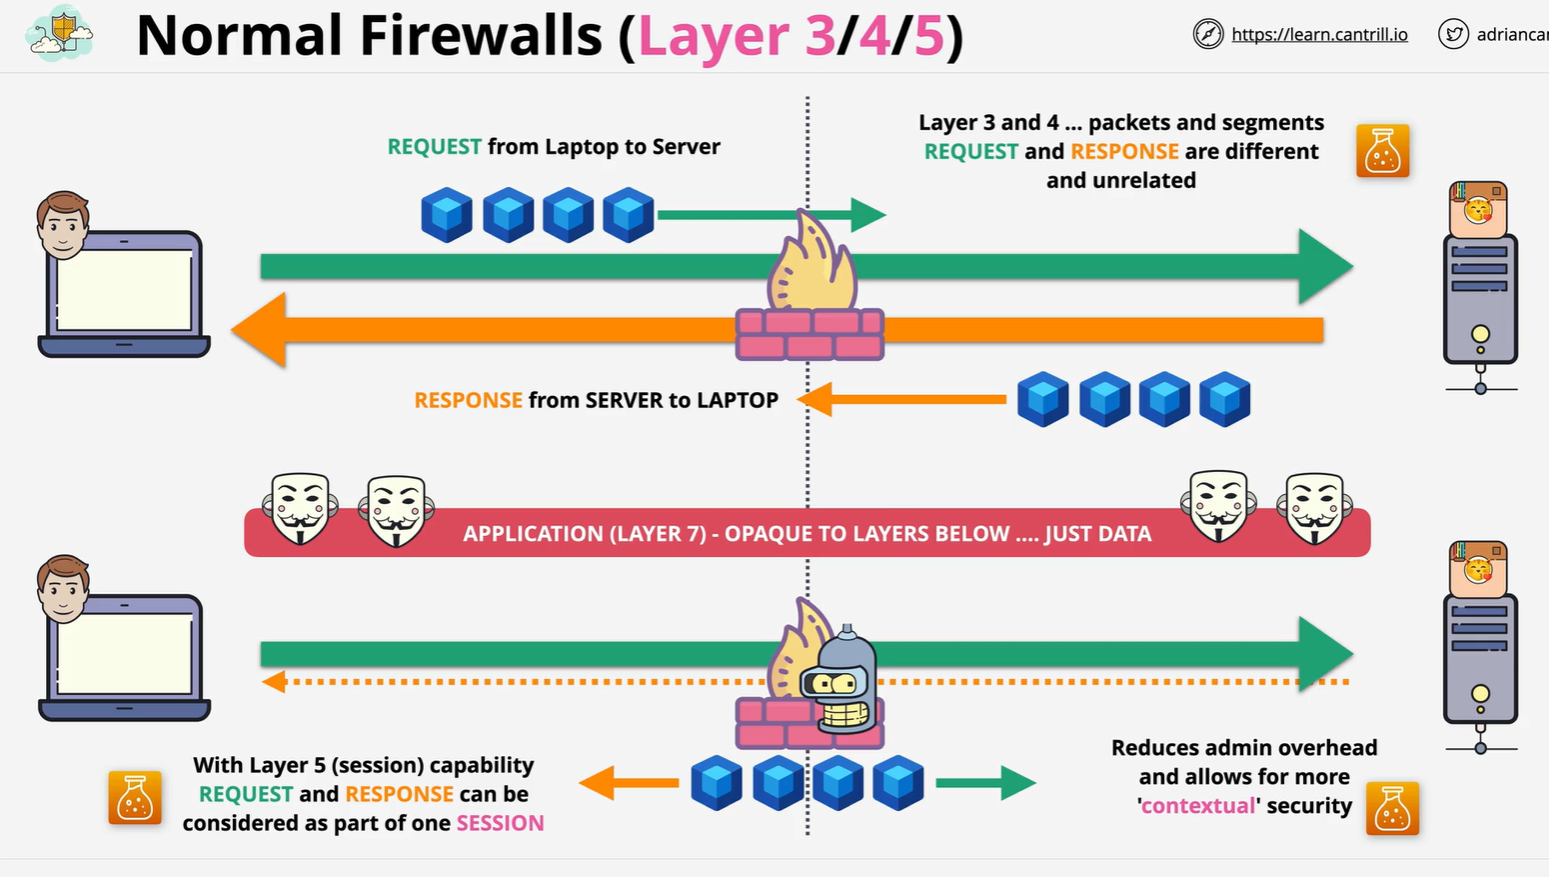 Normal Firewalls (Layer 3/4/5)
https://learn.cantrill.io
adriancan
REQUEST from Laptop to Server
Layer 3 and 4 ... packets and segments
REQUEST and RESPONSE are different
and unrelated
RESPONSE from SERVER to LAPTOP
APPLICATION (LAYER 7) - OPAQUE TO LAYERS BELOW .... JUST DATA
With Layer 5 (session) capability
REQUEST and RESPONSE can be
considered as part of one SESSION
Reduces admin overhead
and allows for more
'contextual' security